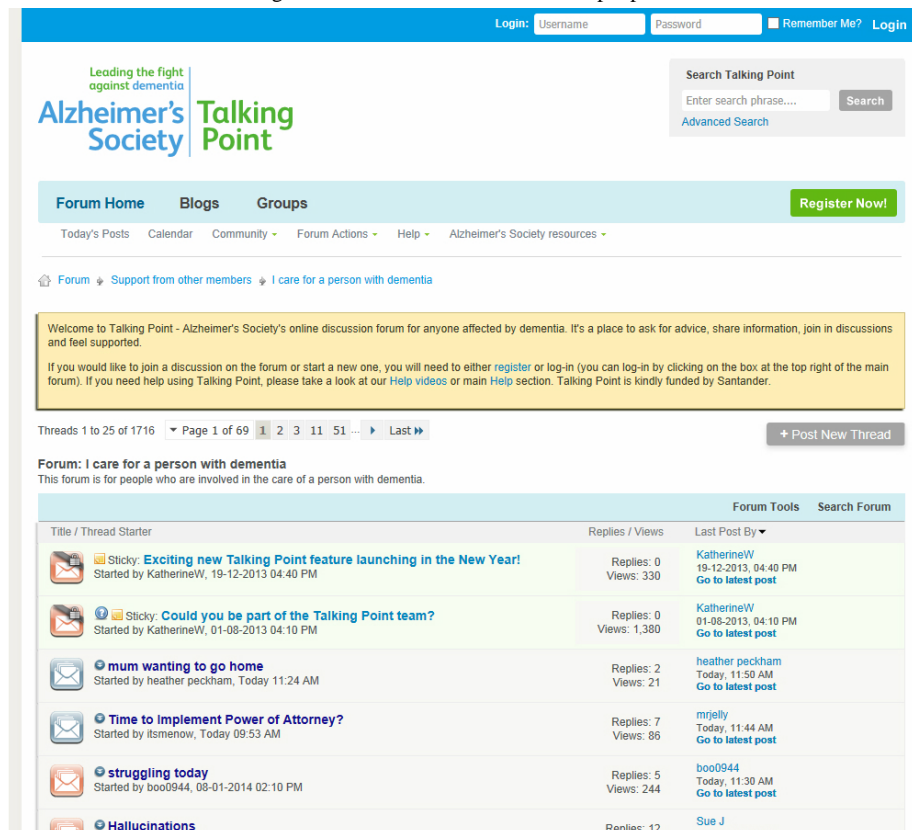 Login: Username Password Remember Me? Login
Leading the fight
against dementia
Alzheimer's Society
Talking Point
Search Talking Point
Enter search phrase.... Search
Advanced Search
Forum Home Blogs Groups Register Now!
Today's Posts Calendar Community Forum Actions Help Alzheimer's Society resources
Forum Support from other members I care for a person with dementia
Welcome to Talking Point - Alzheimer's Society's online discussion forum for anyone affected by dementia. It's a place to ask for advice, share information, join in discussions
and feel supported.
If you would like to join a discussion on the forum or start a new one, you will need to either register or log-in (you can log-in by clicking on the box at the top right of the main
forum). If you need help using Talking Point, please take a look at our Help videos or main Help section. Talking Point is kindly funded by Santander.
Threads 1 to 25 of 1716 Page 1 of 69 1 2 3 11 51 ... Last
+ Post New Thread
Forum: I care for a person with dementia
This forum is for people who are involved in the care of a person with dementia.
Forum Tools Search Forum
Title / Thread Starter Replies / Views Last Post By
Sticky: Exciting new Talking Point feature launching in the New Year!
Started by KatherineW, 19-12-2013 04:40 PM
Replies: 0
Views: 330
KatherineW
19-12-2013, 04:40 PM
Go to latest post
Sticky: Could you be part of the Talking Point team?
Started by KatherineW, 01-08-2013 04:10 PM
Replies: 0
Views: 1,380
KatherineW
01-08-2013, 04:10 PM
Go to latest post
mum wanting to go home
Started by heather peckham, Today 11:24 AM
Replies: 2
Views: 21
heather peckham
Today, 11:50 AM
Go to latest post
Time to Implement Power of Attorney?
Started by itsmenow, Today 09:53 AM
Replies: 7
Views: 86
mrjelly
Today, 11:44 AM
Go to latest post
struggling today
Started by boo0944, 08-01-2014 02:10 PM
Replies: 5
Views: 244
boo0944
Today, 11:30 AM
Go to latest post
Hallucinations
Replies: 12
Sue J